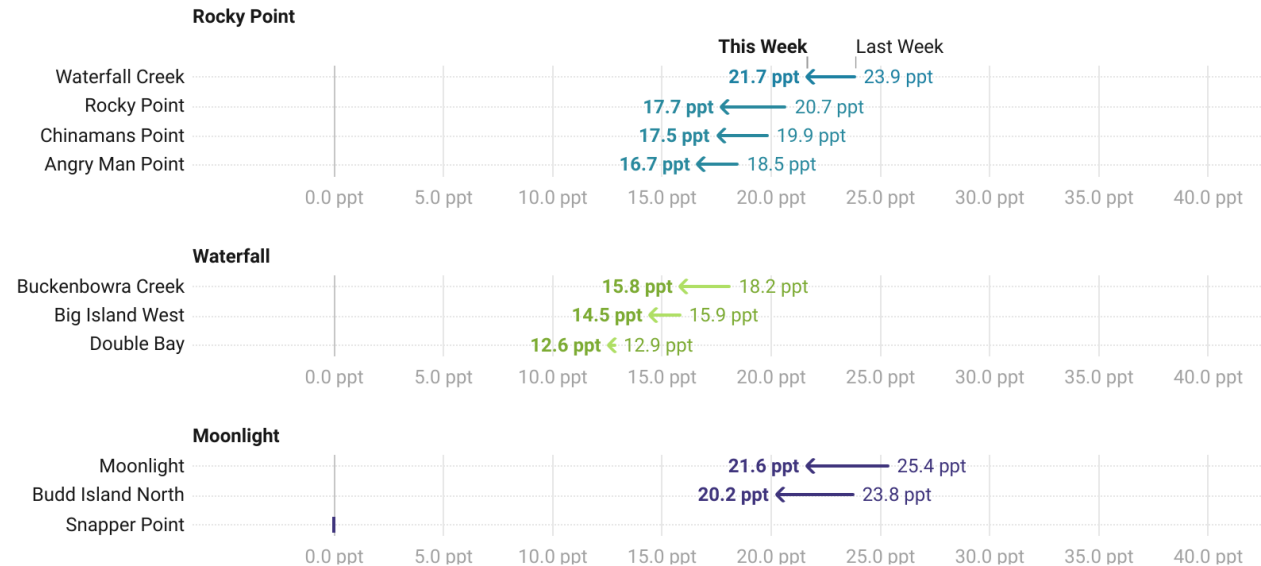 Rocky Point
This Week Last Week
Waterfall Creek 21.7 ppt 23.9 ppt
Rocky Point 17.7 ppt 20.7 ppt
Chinamans Point 17.5 ppt 19.9 ppt
Angry Man Point 16.7 ppt 18.5 ppt
0.0 ppt 5.0 ppt 10.0 ppt 15.0 ppt 20.0 ppt 25.0 ppt 30.0 ppt 35.0 ppt 40.0 ppt
Waterfall
Buckenbowra Creek 15.8 ppt 18.2 ppt
Big Island West 14.5 ppt 15.9 ppt
Double Bay 12.6 ppt 12.9 ppt
0.0 ppt 5.0 ppt 10.0 ppt 15.0 ppt 20.0 ppt 25.0 ppt 30.0 ppt 35.0 ppt 40.0 ppt
Moonlight
Moonlight 21.6 ppt 25.4 ppt
Budd Island North 20.2 ppt 23.8 ppt
Snapper Point
0.0 ppt 5.0 ppt 10.0 ppt 15.0 ppt 20.0 ppt 25.0 ppt 30.0 ppt 35.0 ppt 40.0 ppt